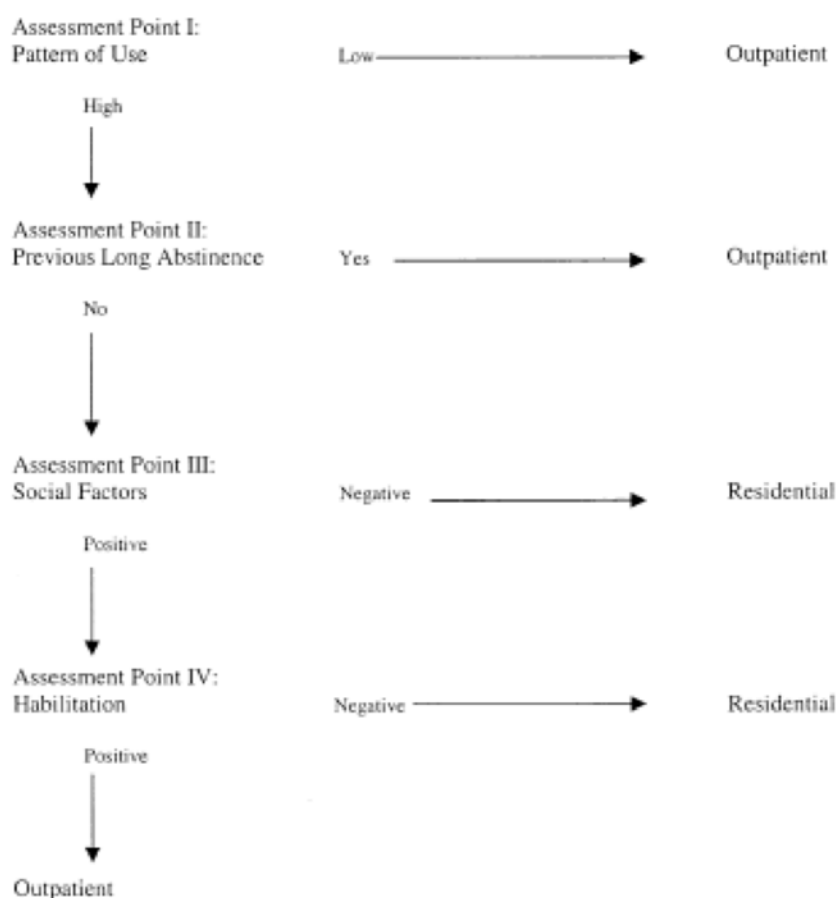 Assessment Point I:
Pattern of Use Low Outpatient
High
Assessment Point II:
Previous Long Abstinence Yes Outpatient
No
Assessment Point III:
Social Factors Negative Residential
Positive
Assessment Point IV:
Habilitation Negative Residential
Positive
Outpatient